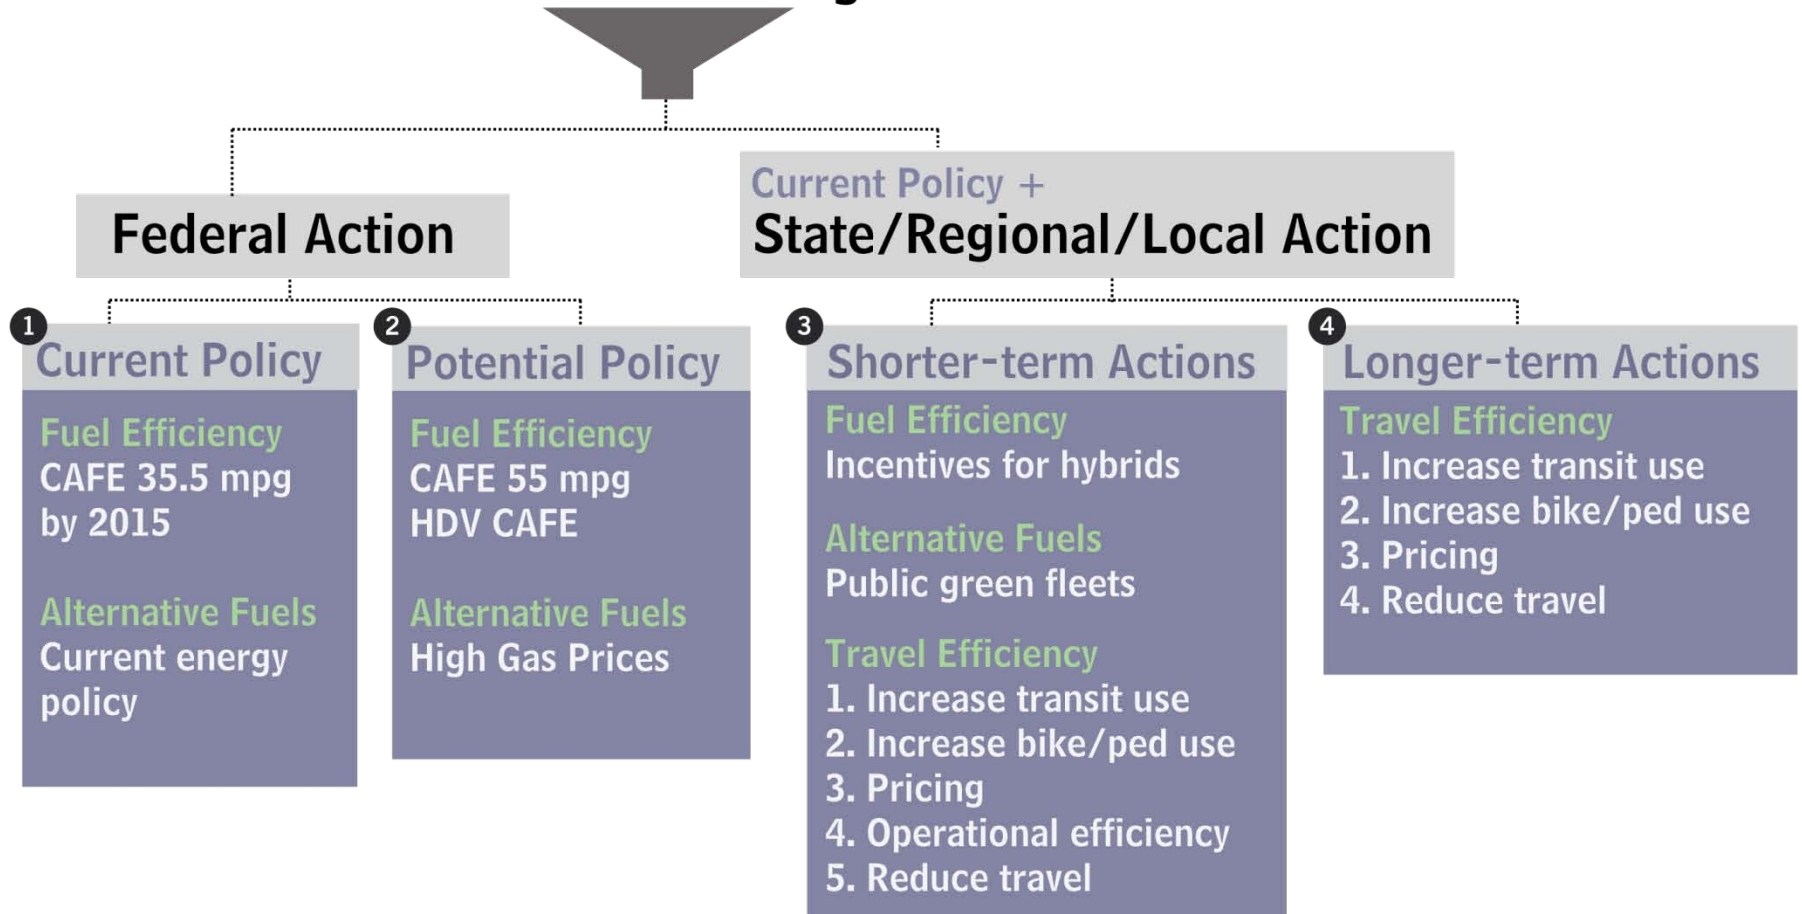 Federal Action
Current Policy +
State/Regional/Local Action
1
Current Policy
Fuel Efficiency
CAFE 35.5 mpg
by 2015
Alternative Fuels
Current energy
policy
2
Potential Policy
Fuel Efficiency
CAFE 55 mpg
HDV CAFE
Alternative Fuels
High Gas Prices
3
Shorter-term Actions
Fuel Efficiency
Incentives for hybrids
Alternative Fuels
Public green fleets
Travel Efficiency
1. Increase transit use
2. Increase bike/ped use
3. Pricing
4. Operational efficiency
5. Reduce travel
4
Longer-term Actions
Travel Efficiency
1. Increase transit use
2. Increase bike/ped use
3. Pricing
4. Reduce travel